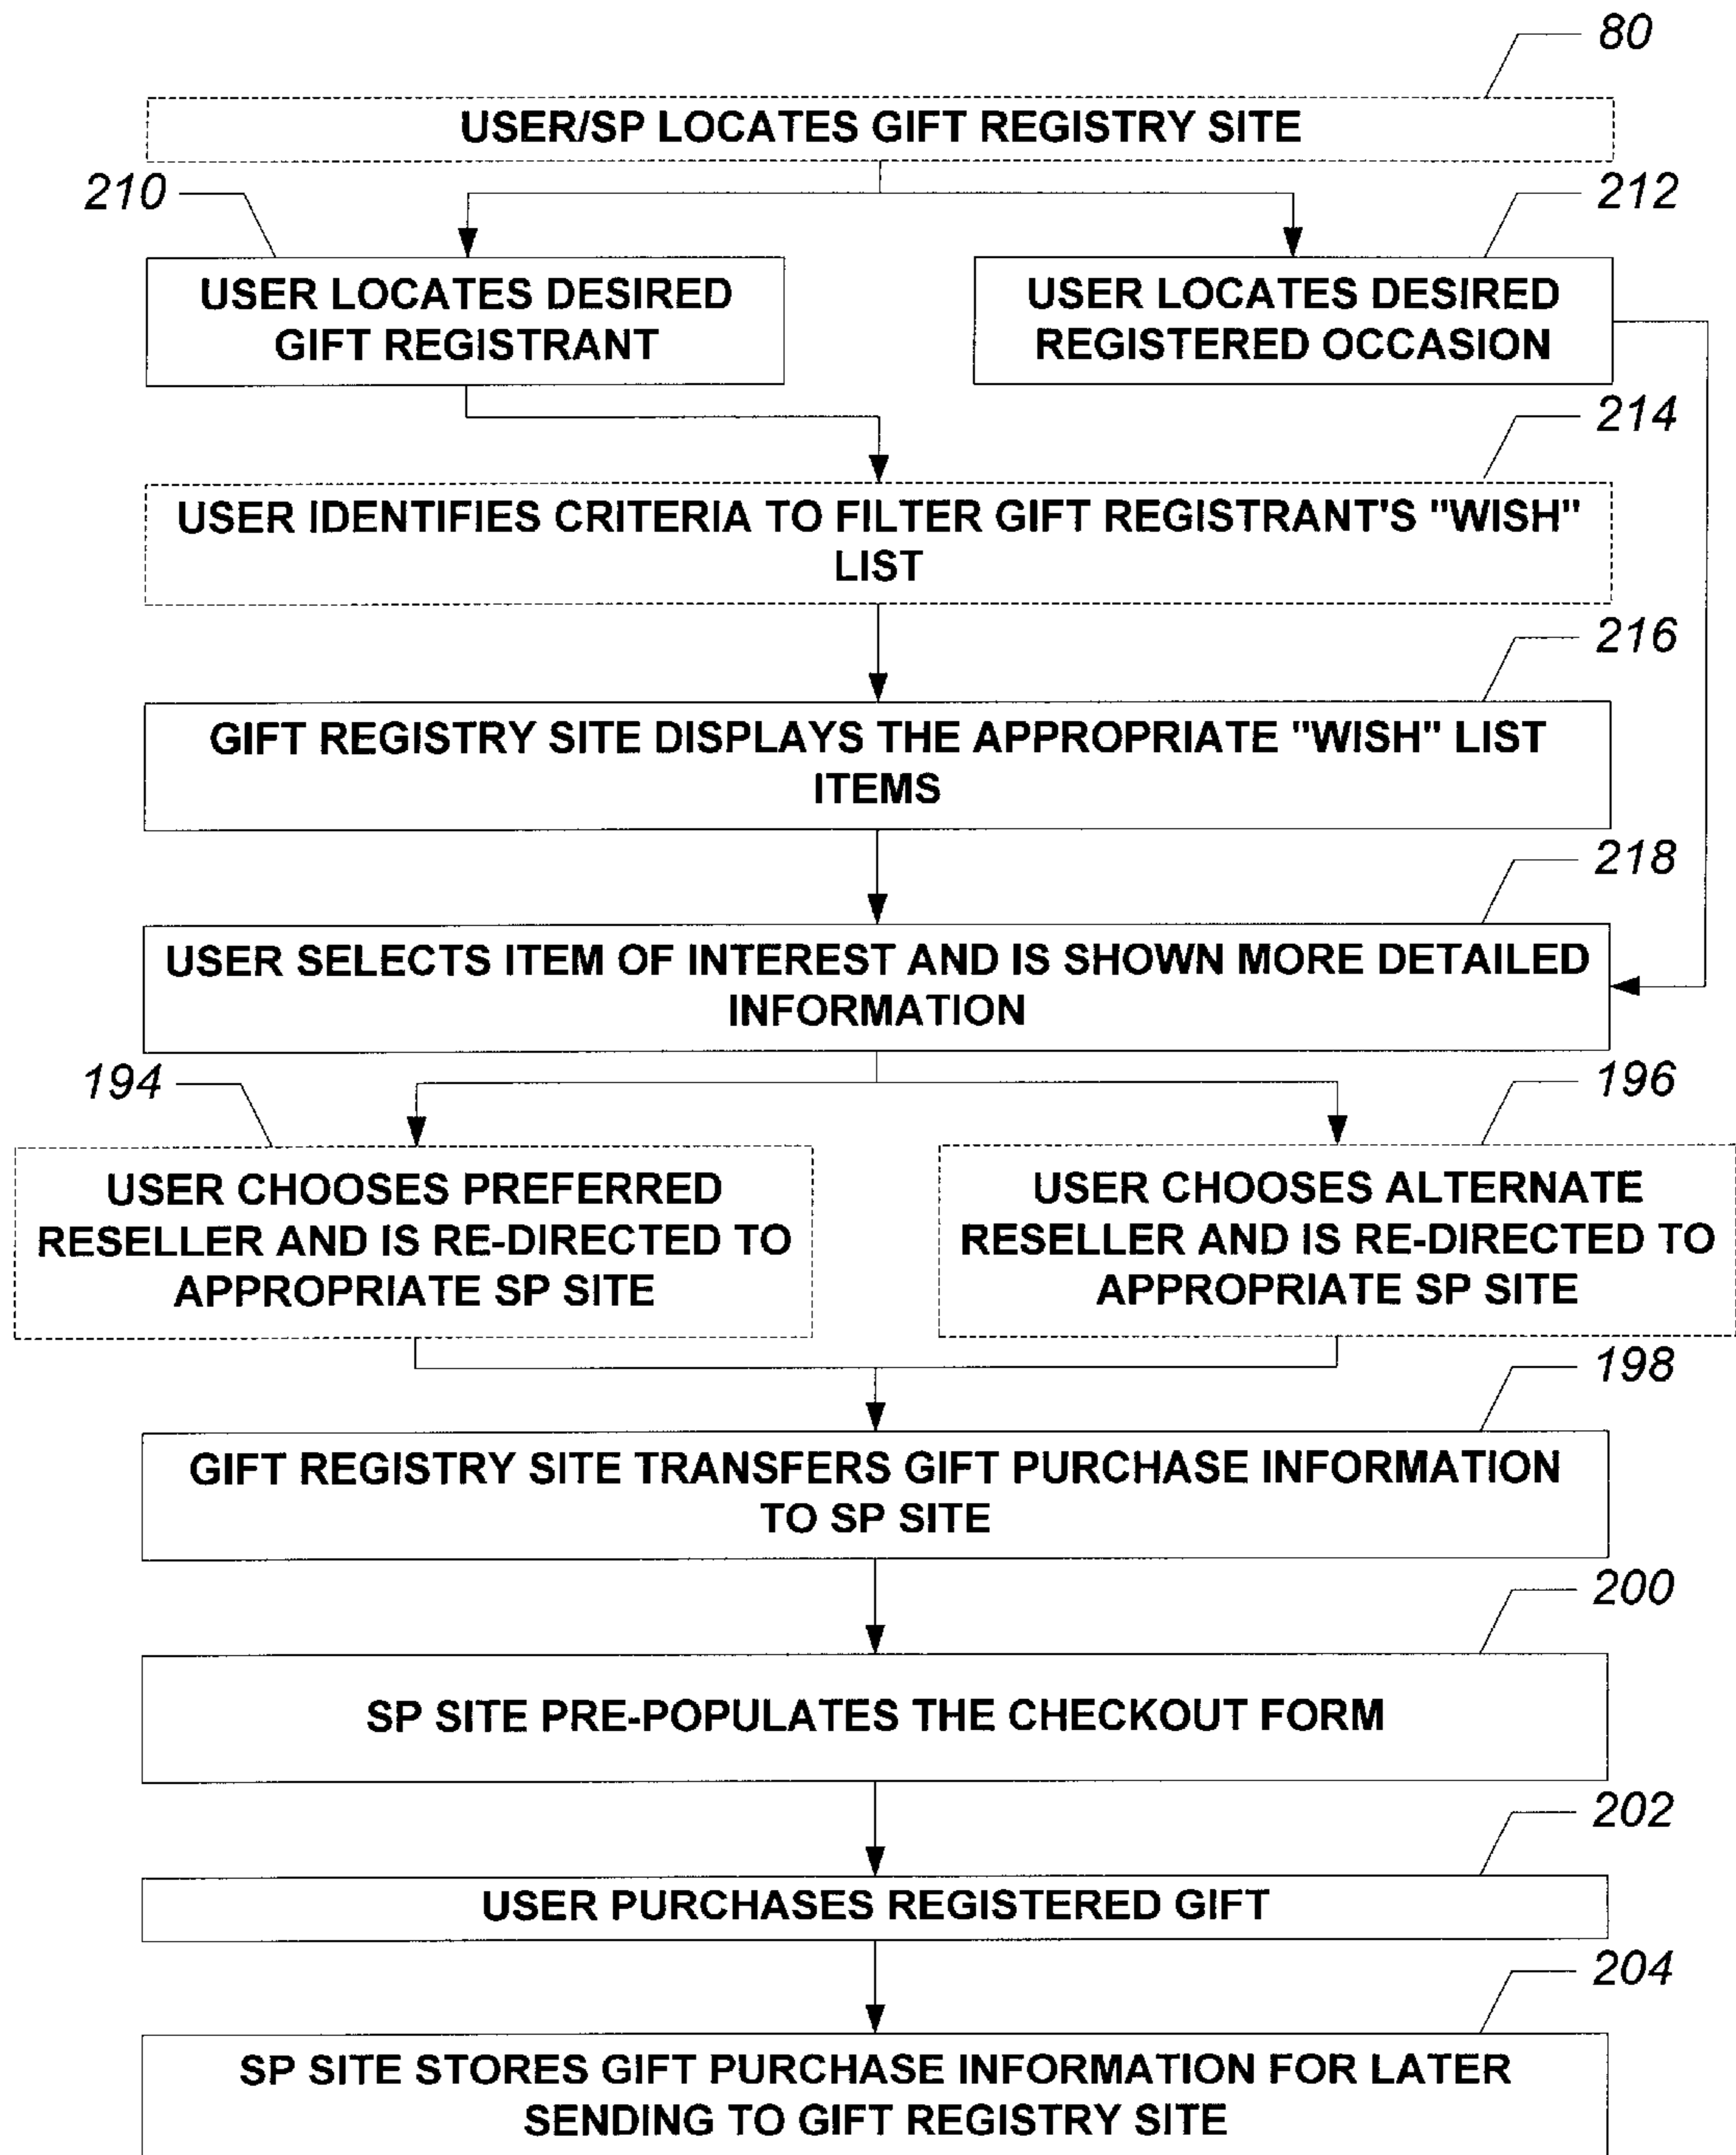 80
USER/SP LOCATES GIFT REGISTRY SITE
210
212
USER LOCATES DESIRED
GIFT REGISTRANT
USER LOCATES DESIRED
REGISTERED OCCASION
214
USER IDENTIFIES CRITERIA TO FILTER GIFT REGISTRANT'S "WISH"
LIST
216
GIFT REGISTRY SITE DISPLAYS THE APPROPRIATE "WISH" LIST
ITEMS
218
USER SELECTS ITEM OF INTEREST AND IS SHOWN MORE DETAILED
INFORMATION
194
196
USER CHOOSES PREFERRED
RESELLER AND IS RE-DIRECTED TO
APPROPRIATE SP SITE
USER CHOOSES ALTERNATE
RESELLER AND IS RE-DIRECTED TO
APPROPRIATE SP SITE
198
GIFT REGISTRY SITE TRANSFERS GIFT PURCHASE INFORMATION
TO SP SITE
200
SP SITE PRE-POPULATES THE CHECKOUT FORM
202
USER PURCHASES REGISTERED GIFT
204
SP SITE STORES GIFT PURCHASE INFORMATION FOR LATER
SENDING TO GIFT REGISTRY SITE